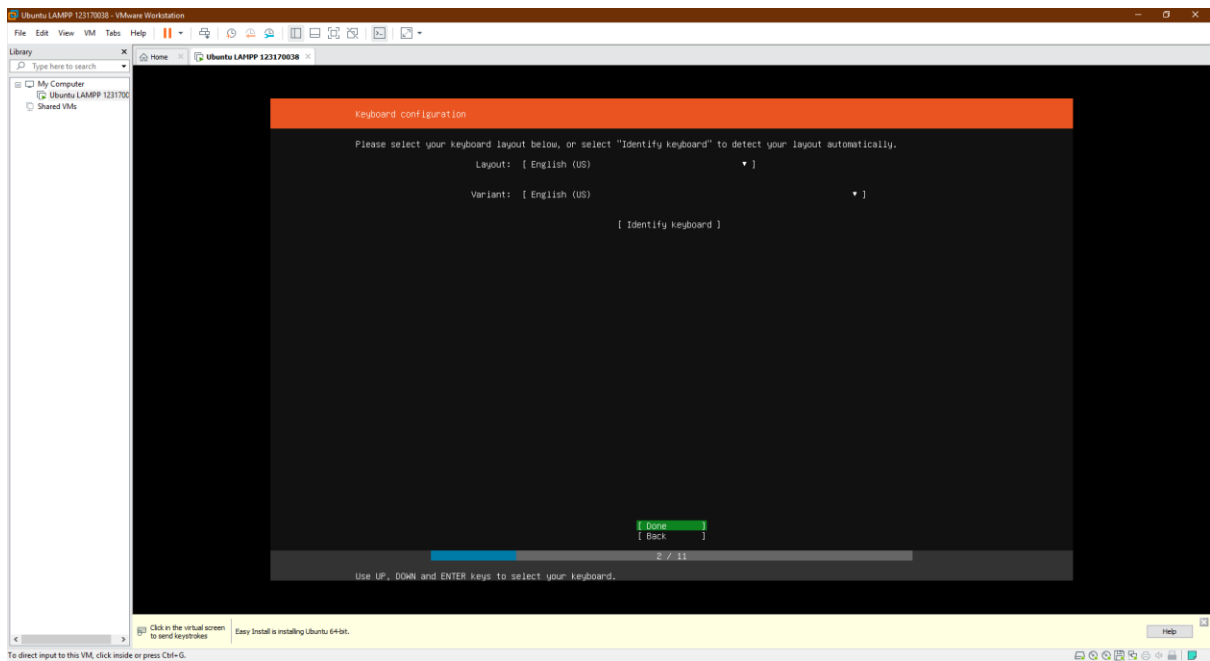 Ubuntu LAMPP 123170038 - VMware Workstation
File Edit View VM Tabs Help
Library
Type here to search
My Computer
Ubuntu LAMPP 1231700
Shared VMs
Home
Ubuntu LAMPP 123170038
Keyboard configuration
Please select your keyboard layout below, or select "Identify keyboard" to detect your layout automatically.
Layout: [ English (US) ▾ ]
Variant: [ English (US) ▾ ]
[ Identify keyboard ]
[ Done ]
[ Back ]
2 / 11
Use UP, DOWN and ENTER keys to select your keyboard.
Click in the virtual screen
to send keystrokes
Easy Install is installing Ubuntu 64-bit.
Help
To direct input to this VM, click inside or press Ctrl+G.